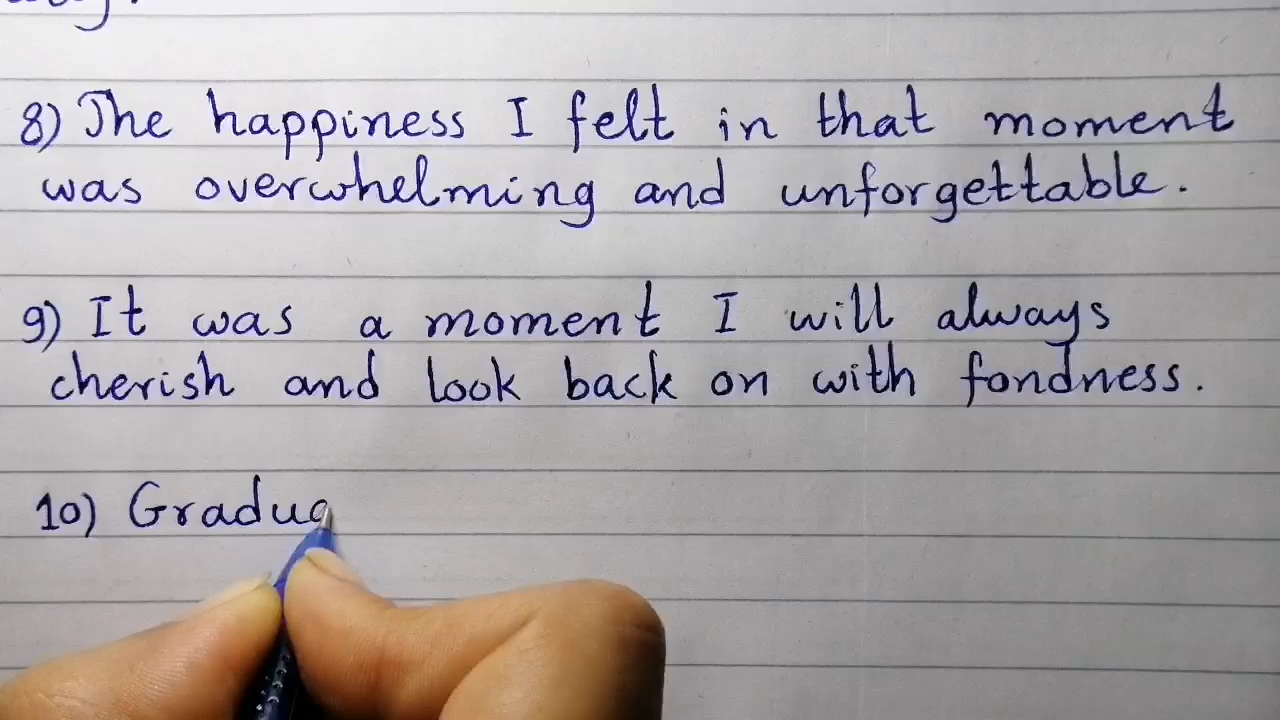 8) The happiness I felt in that moment
was overwhelming and unforgettable.
9) It was a moment I will always
cherish and look back on with fondness.
10) Gradua